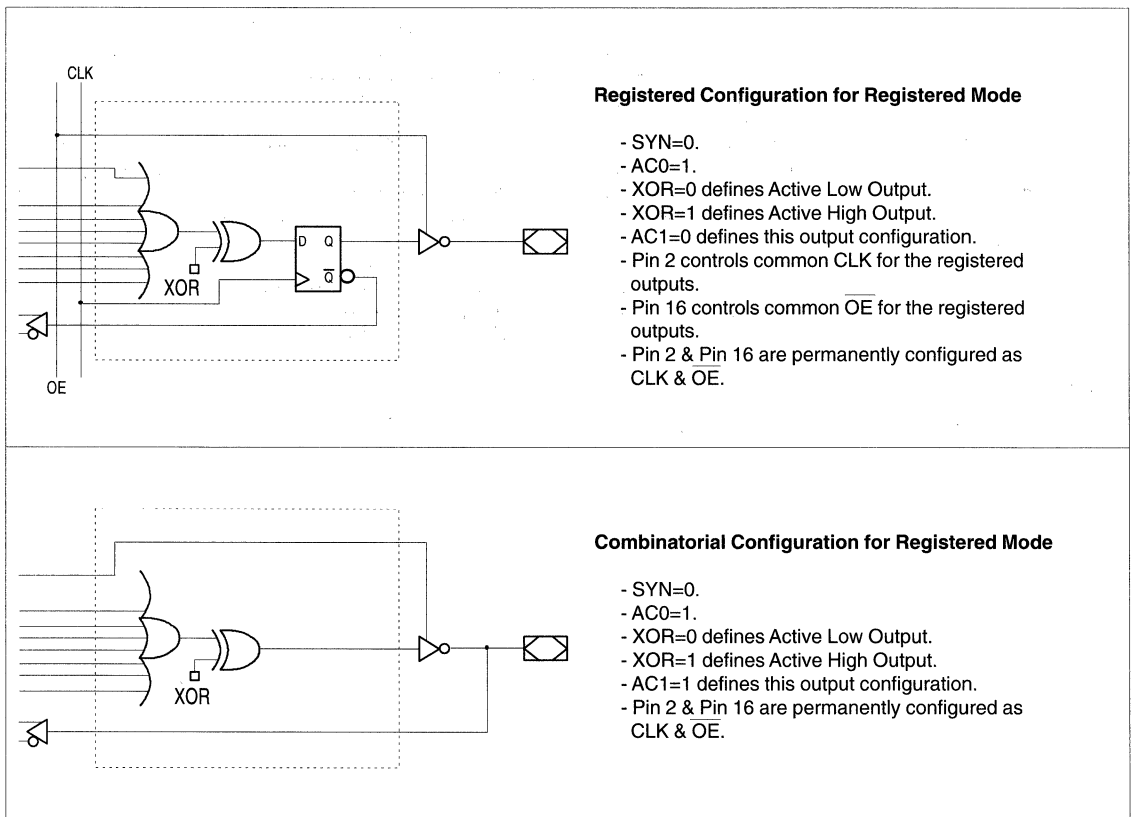 CLK
XOR
D Q
Q
OE
Registered Configuration for Registered Mode
- SYN=0.
- AC0=1.
- XOR=0 defines Active Low Output.
- XOR=1 defines Active High Output.
- AC1=0 defines this output configuration.
- Pin 2 controls common CLK for the registered
outputs.
- Pin 16 controls common OE for the registered
outputs.
- Pin 2 & Pin 16 are permanently configured as
CLK & OE.
XOR
Combinatorial Configuration for Registered Mode
- SYN=0.
- AC0=1.
- XOR=0 defines Active Low Output.
- XOR=1 defines Active High Output.
- AC1=1 defines this output configuration.
- Pin 2 & Pin 16 are permanently configured as
CLK & OE.